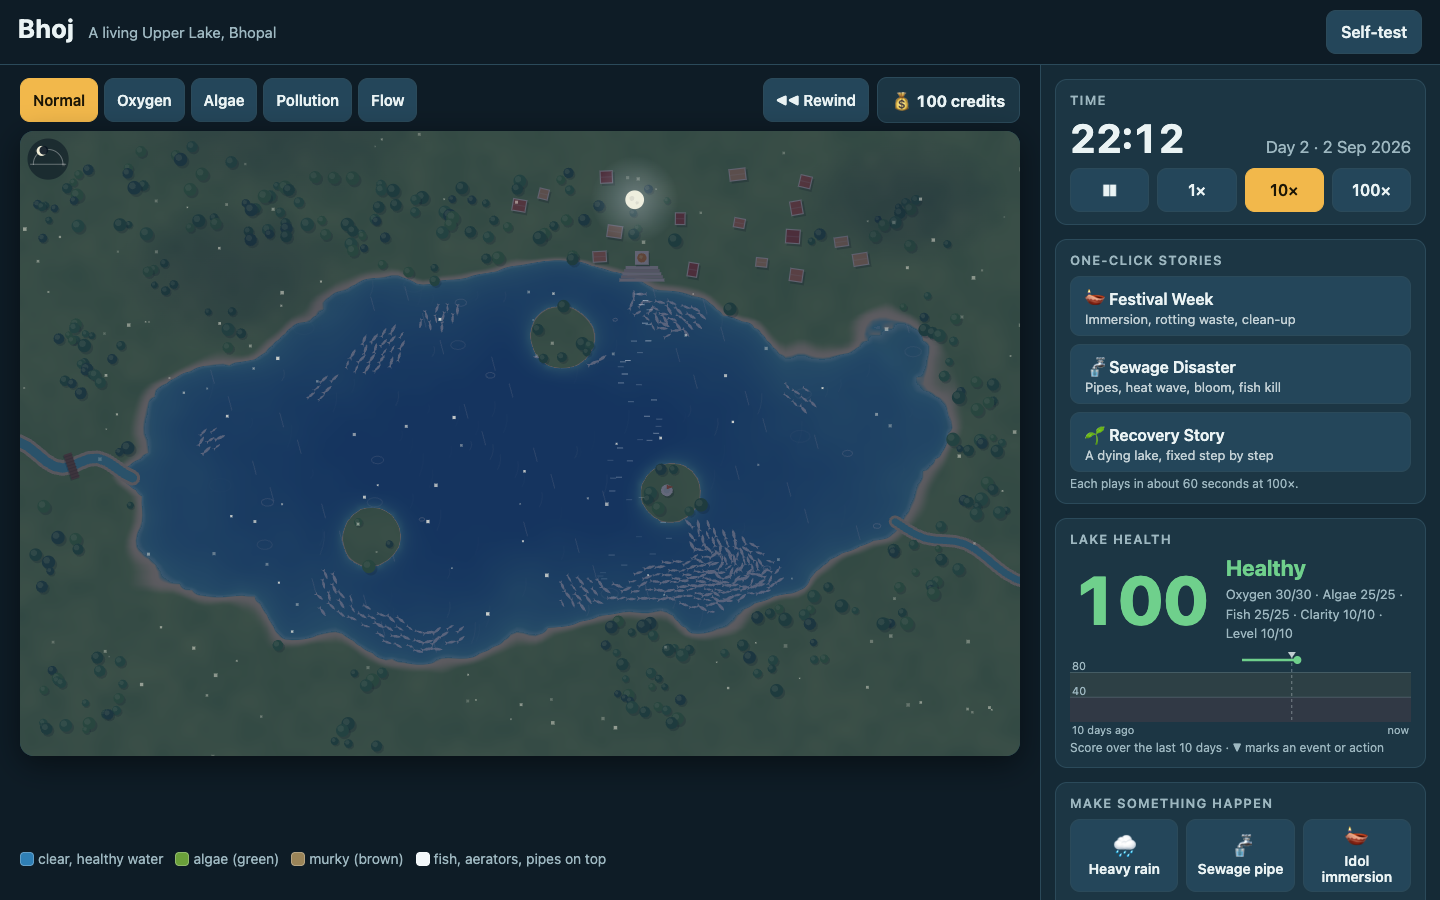 Bhoj
A living Upper Lake, Bhopal
Self-test
Normal
Oxygen
Algae
Pollution
Flow
◀◀ Rewind
💰 100 credits
TIME
22:12
Day 2 · 2 Sep 2026
1×
10×
100×
ONE-CLICK STORIES
Festival Week
Immersion, rotting waste, clean-up
Sewage Disaster
Pipes, heat wave, bloom, fish kill
Recovery Story
A dying lake, fixed step by step
Each plays in about 60 seconds at 100×.
LAKE HEALTH
100
Healthy
Oxygen 30/30 · Algae 25/25 ·
Fish 25/25 · Clarity 10/10 ·
Level 10/10
80
40
10 days ago
now
Score over the last 10 days · ▼ marks an event or action
MAKE SOMETHING HAPPEN
Heavy rain
Sewage pipe
Idol
immersion
clear, healthy water
algae (green)
murky (brown)
fish, aerators, pipes on top